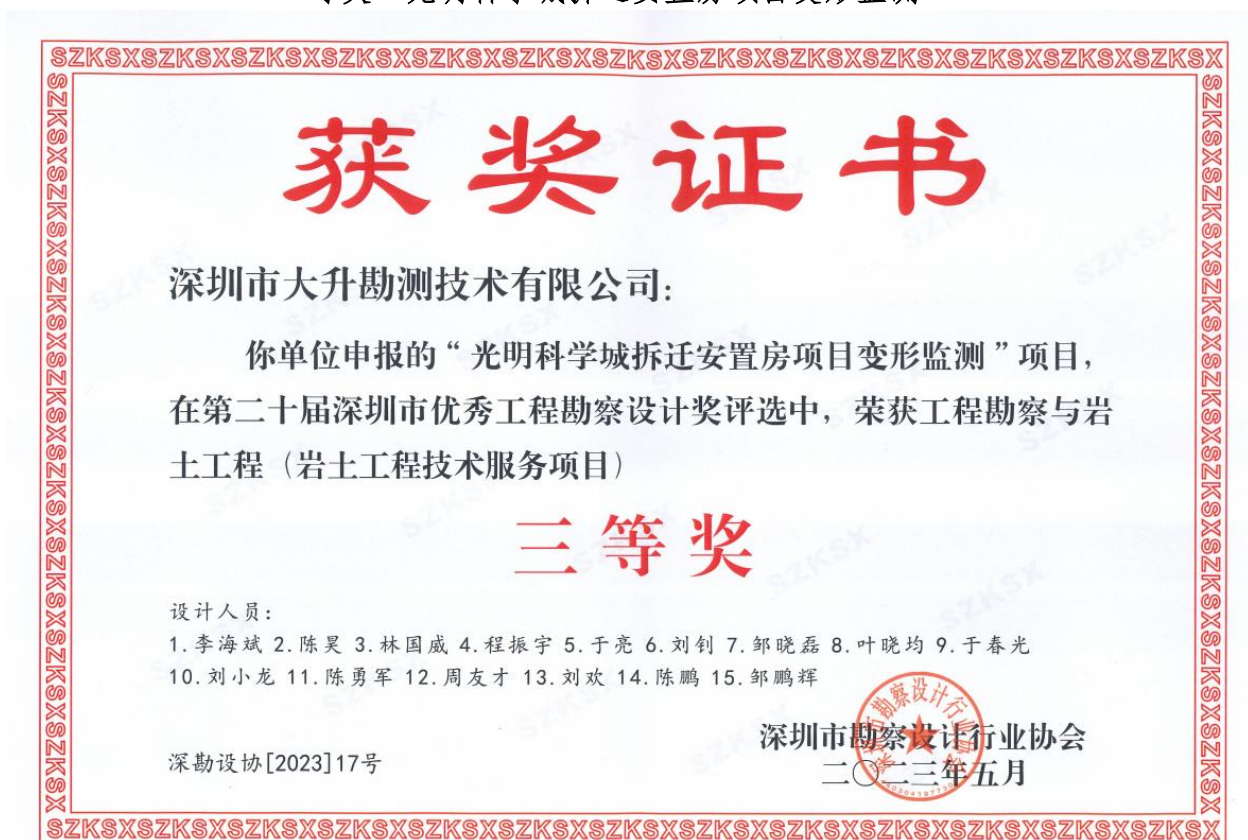 SZKSXSZKSXSZKSXSZKSXSZKSXSZKSXSZKSXSZKSXSZKSXSZKSXSZKSX
获奖证书
深圳市大升勘测技术有限公司：
你单位申报的“光明科学城拆迁安置房项目变形监测”项目，
在第二十届深圳市优秀工程勘察设计奖评选中，荣获工程勘察与岩
土工程（岩土工程技术服务项目）
三等奖
设计人员：
1.李海斌 2.陈昊 3.林国威 4.程振宇 5.于亮 6.刘钊 7.邹晓磊 8.叶晓均 9.于春光
10.刘小龙 11.陈勇军 12.周友才 13.刘欢 14.陈鹏 15.邹鹏辉
深圳市勘察设计行业协会
二〇二三年五月
深勘设协[2023]17号
SZKSXSZKSXSZKSXSZKSXSZKSXSZKSXSZKSXSZKSXSZKSXSZKSXSZKSX